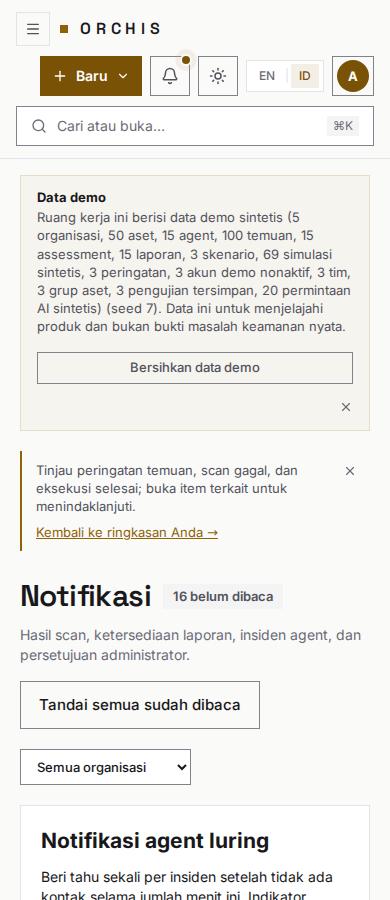 ORCHIS
Baru
EN
ID
A
Cari atau buka...
⌘K
Data demo
Ruang kerja ini berisi data demo sintetis (5
organisasi, 50 aset, 15 agent, 100 temuan, 15
assessment, 15 laporan, 3 skenario, 69 simulasi
sintetis, 3 peringatan, 3 akun demo nonaktif, 3 tim,
3 grup aset, 3 pengujian tersimpan, 20 permintaan
AI sintetis) (seed 7). Data ini untuk menjelajahi
produk dan bukan bukti masalah keamanan nyata.
Bersihkan data demo
Tinjau peringatan temuan, scan gagal, dan
eksekusi selesai; buka item terkait untuk
menindaklanjuti.
Kembali ke ringkasan Anda →
Notifikasi
16 belum dibaca
Hasil scan, ketersediaan laporan, insiden agent, dan
persetujuan administrator.
Tandai semua sudah dibaca
Semua organisasi
Notifikasi agent luring
Beri tahu sekali per insiden setelah tidak ada
kontak selama jumlah menit ini. Indikator